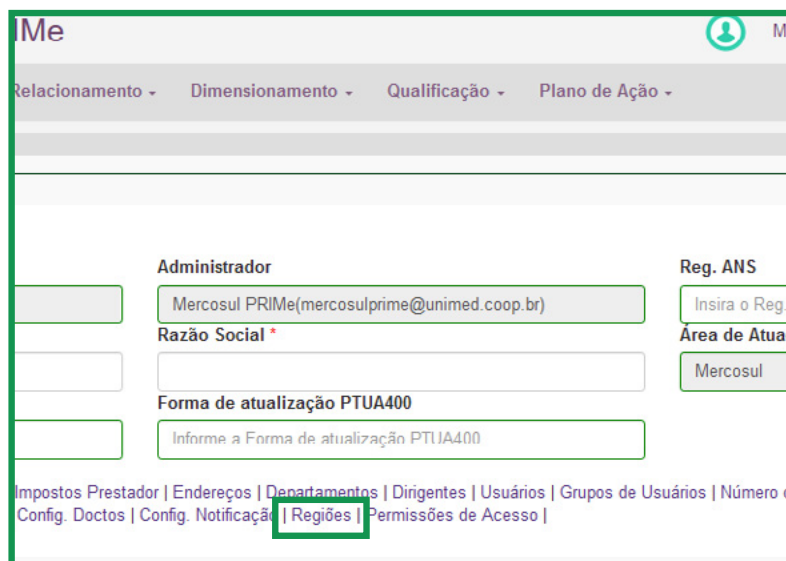 IMe
M
Relacionamento
Dimensionamento
Qualificação
Plano de Ação
Administrador
Reg. ANS
Mercosul PRIMe(mercosulprime@unimed.coop.br)
Insira o Reg.
Razão Social *
Área de Atua
Mercosul
Forma de atualização PTUA400
Informe a Forma de atualização PTUA400
Impostos Prestador | Endereços | Departamentos | Dirigentes | Usuários | Grupos de Usuários | Número
Config. Doctos | Config. Notificação | Regiões | Permissões de Acesso |